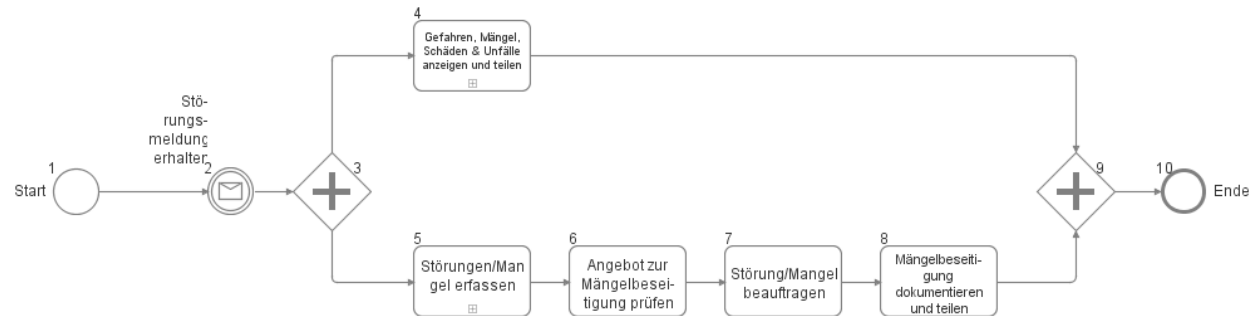 4
Gefahren, Mängel,
Schäden & Unfälle
anzeigen und teilen
Stö-
rungs-
meldung
erhalten
1
2
3
9
10
Start
Ende
5
Störungen/Man
gel erfassen
6
Angebot zur
Mängelbesei-
tigung prüfen
7
Störung/Mangel
beauftragen
8
Mängelbeseiti-
gung
dokumentieren
und teilen